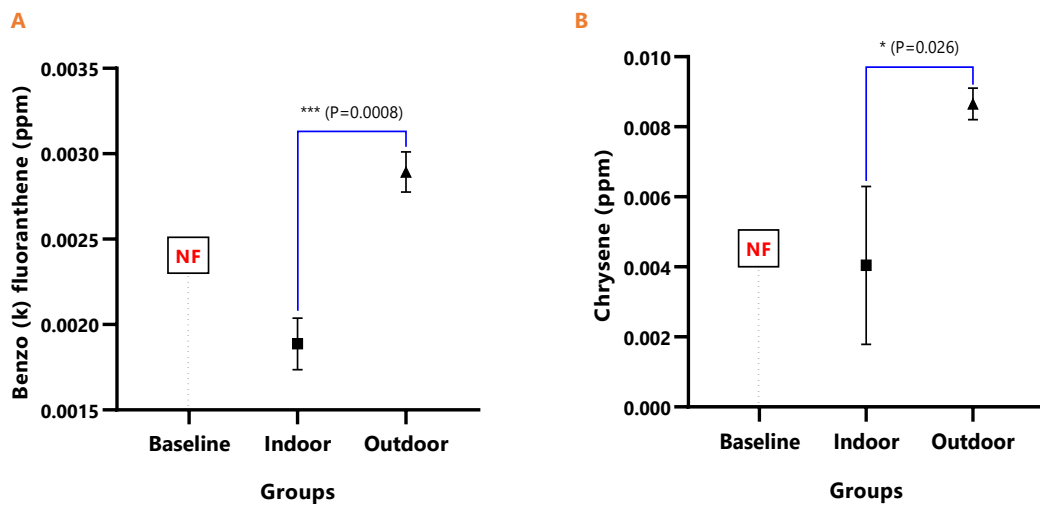 A
Benzo (k) fluoranthene (ppm)
0.0035
0.0030
0.0025
0.0020
0.0015
*** (P=0.0008)
NF
Baseline
Indoor
Outdoor
Groups
B
Chrysene (ppm)
0.010
0.008
0.006
0.004
0.002
0.000
* (P=0.026)
NF
Baseline
Indoor
Outdoor
Groups